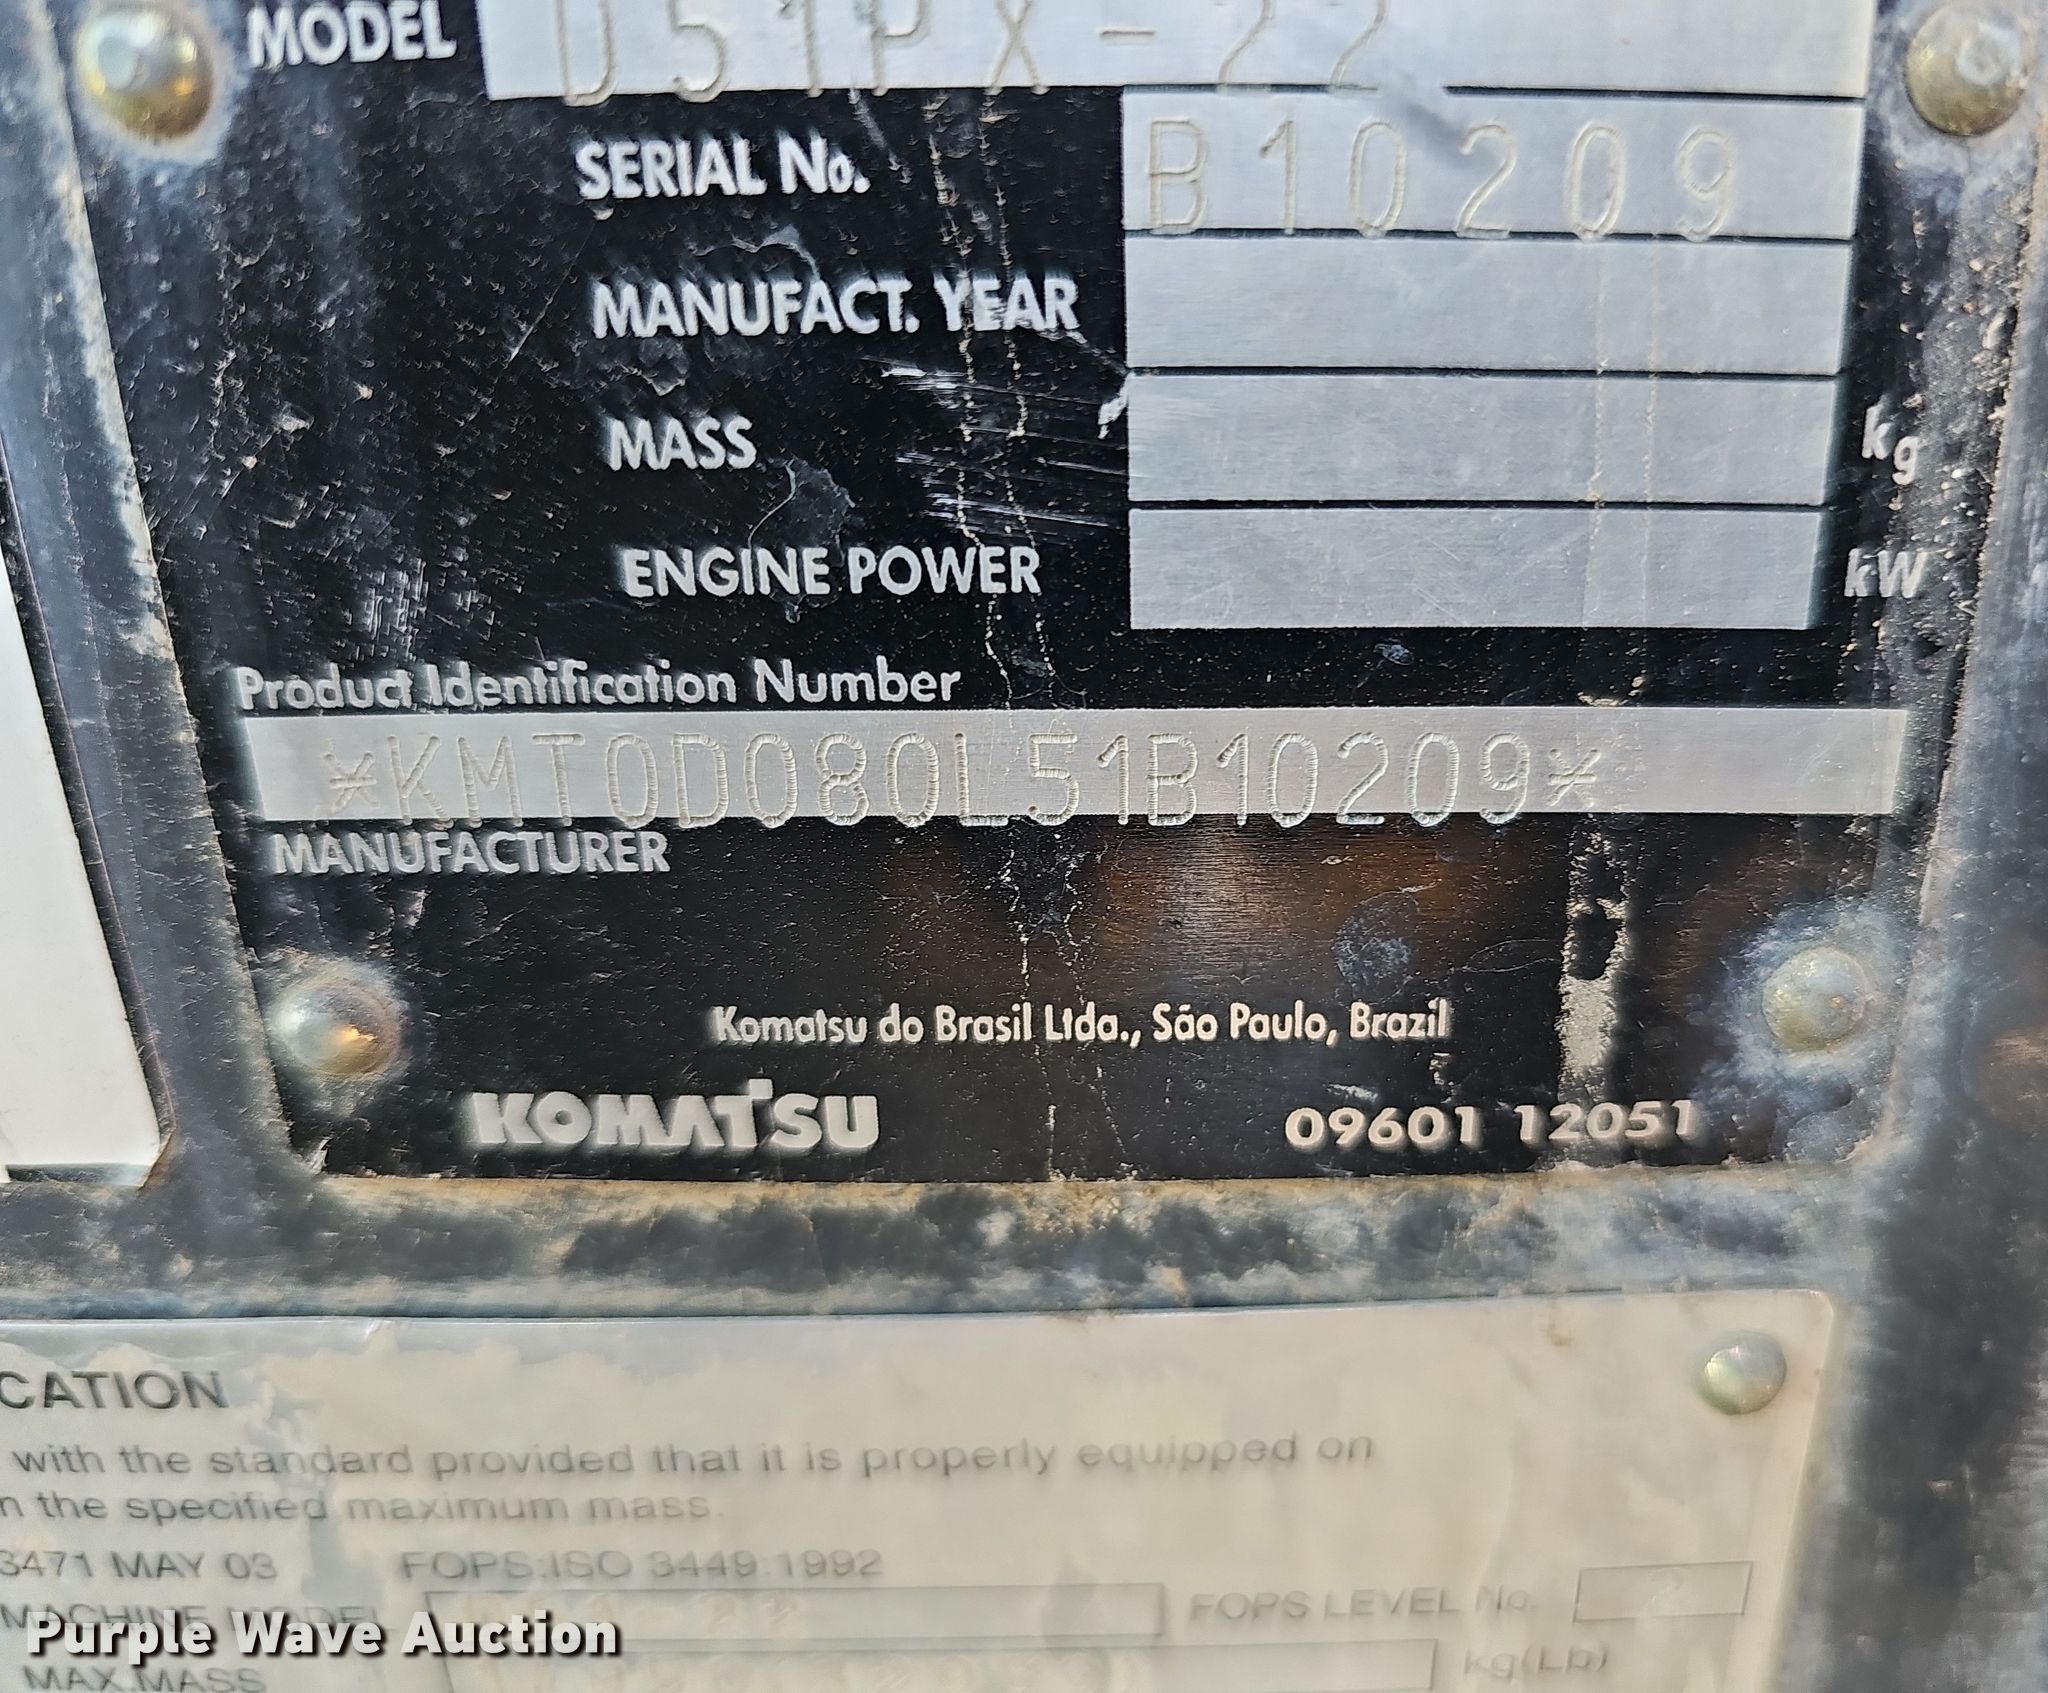 MODEL D51PX-22
SERIAL No. B10209
MANUFACT. YEAR
MASS kg
ENGINE POWER kW
Product Identification Number
*KMT0D080L51B10209*
MANUFACTURER
Komatsu do Brasil Ltda., São Paulo, Brazil
KOMATSU 09601 12051
CATION
with the standard provided that it is properly equipped on
n the specified maximum mass.
3471 MAY 03 FOPS:ISO 3449:1992
MACHINE MODEL FOPS LEVEL No. 2
MAX.MASS kg(Lb)
Purple Wave Auction